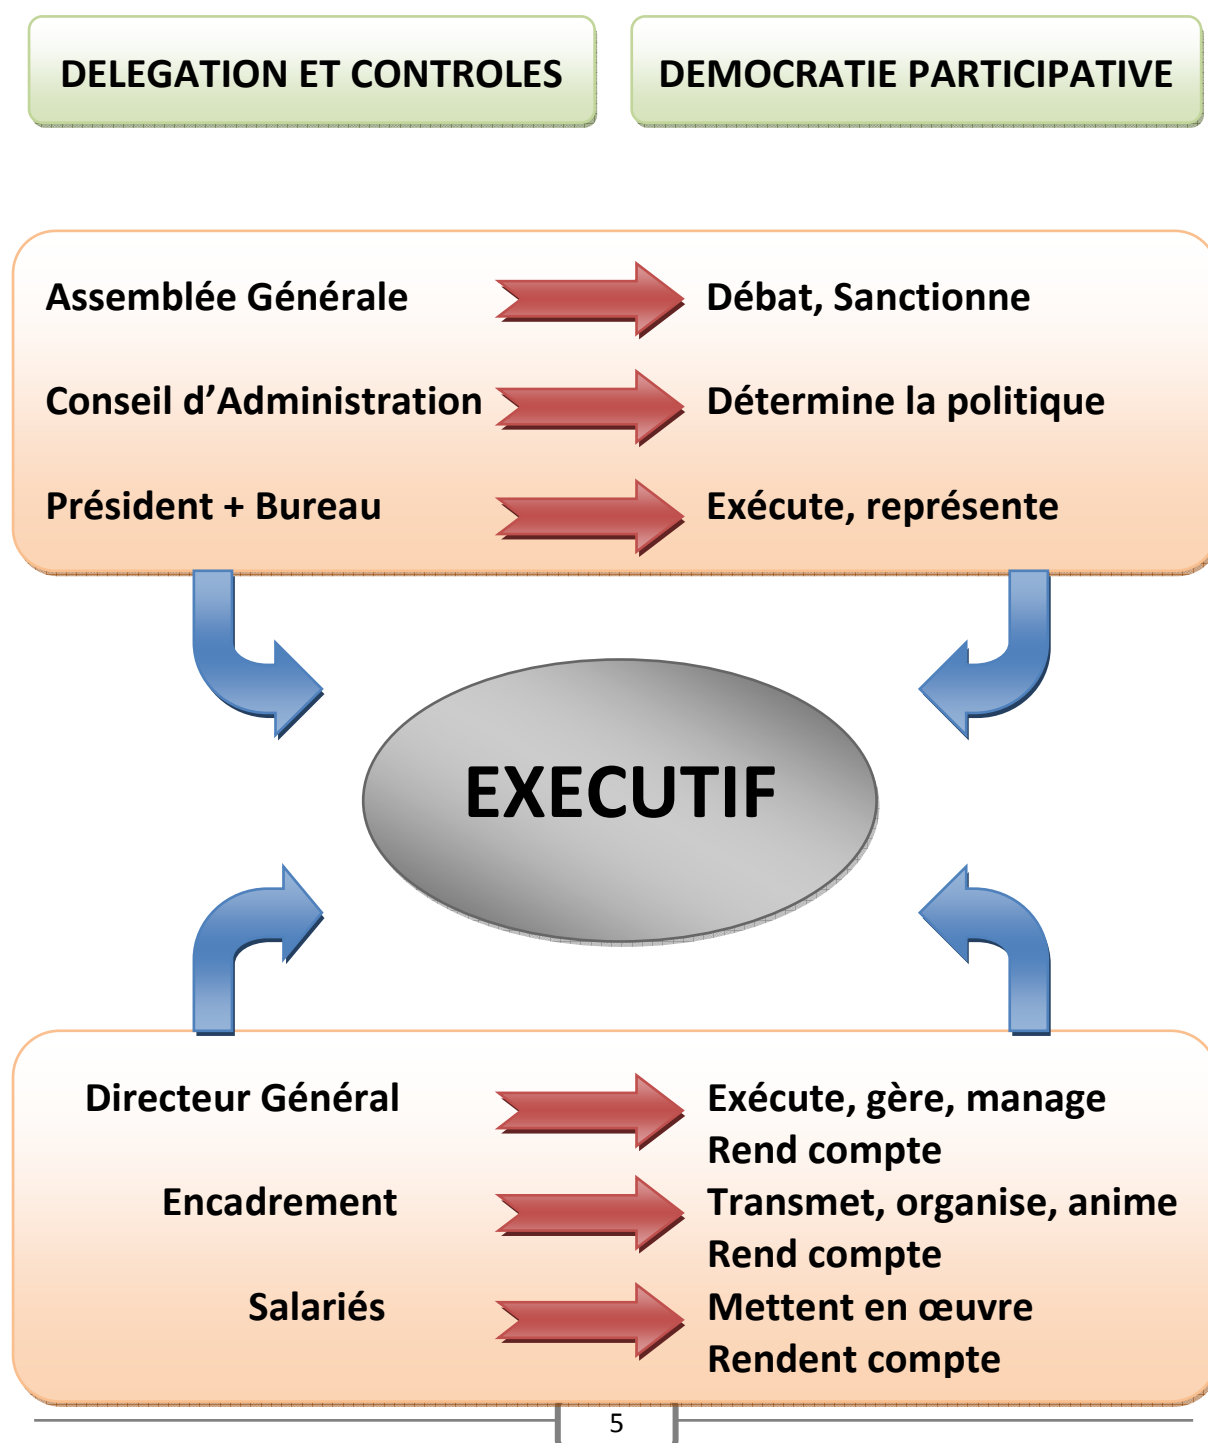 DELEGATION ET CONTROLES
DEMOCRATIE PARTICIPATIVE
Assemblée Générale
Débat, Sanctionne
Conseil d’Administration
Détermine la politique
Président + Bureau
Exécute, représente
EXECUTIF
Directeur Général
Exécute, gère, manage
Rend compte
Encadrement
Transmet, organise, anime
Rend compte
Salariés
Mettent en œuvre
Rendent compte
5